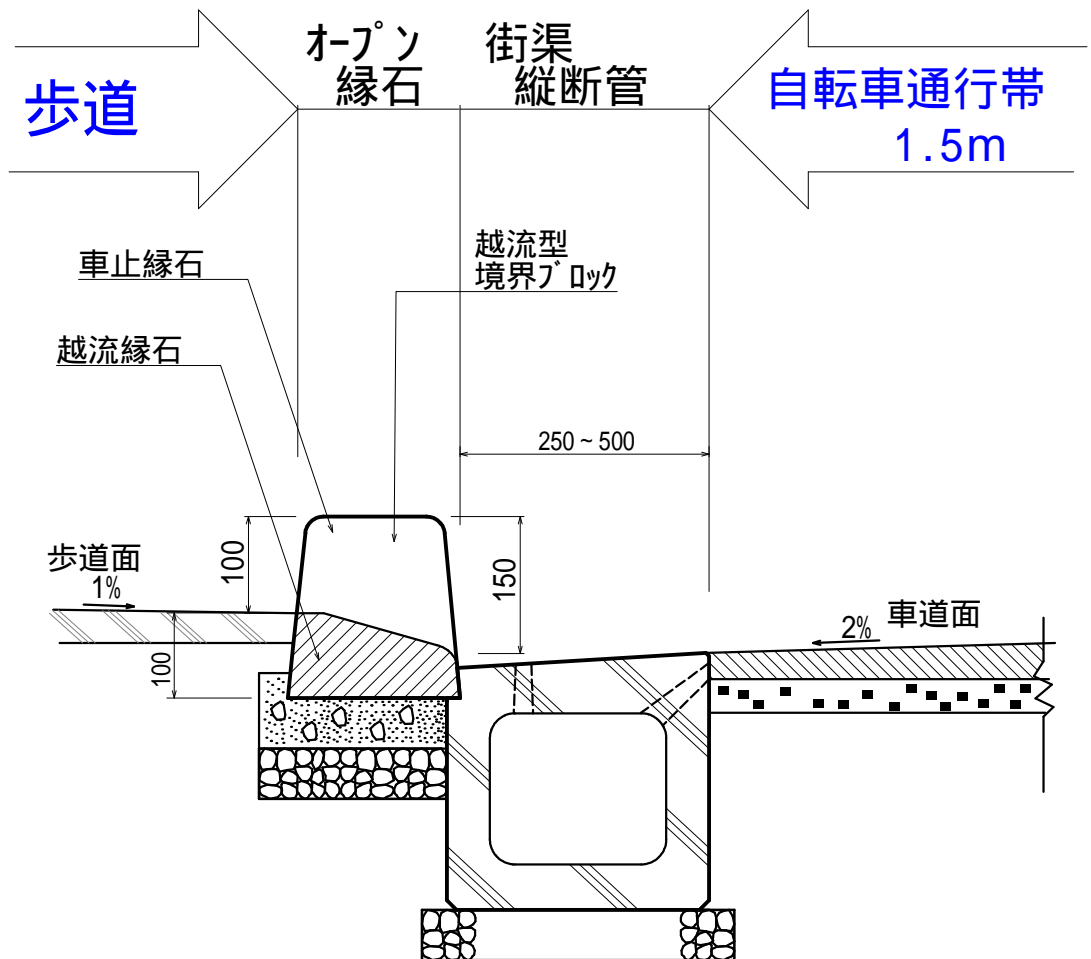 歩道
オープン
縁石
街渠
縦断管
自転車通行帯
1.5m
車止縁石
越流型
境界ブロック
越流縁石
250~500
100
150
歩道面
1%
100
2%
車道面